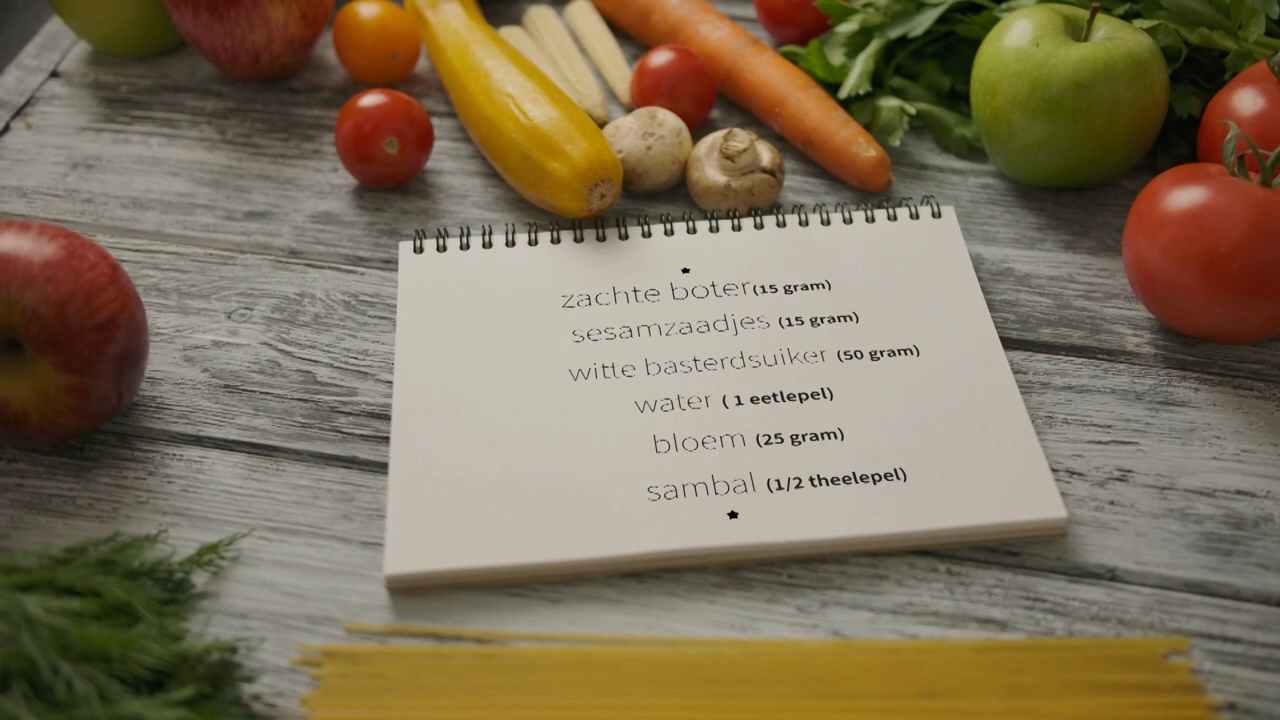 zachte boter(15 gram)
sesamzaadjes (15 gram)
witte basterdsuiker (50 gram)
water ( 1 eetlepel)
bloem (25 gram)
sambal (1/2 theelepel)